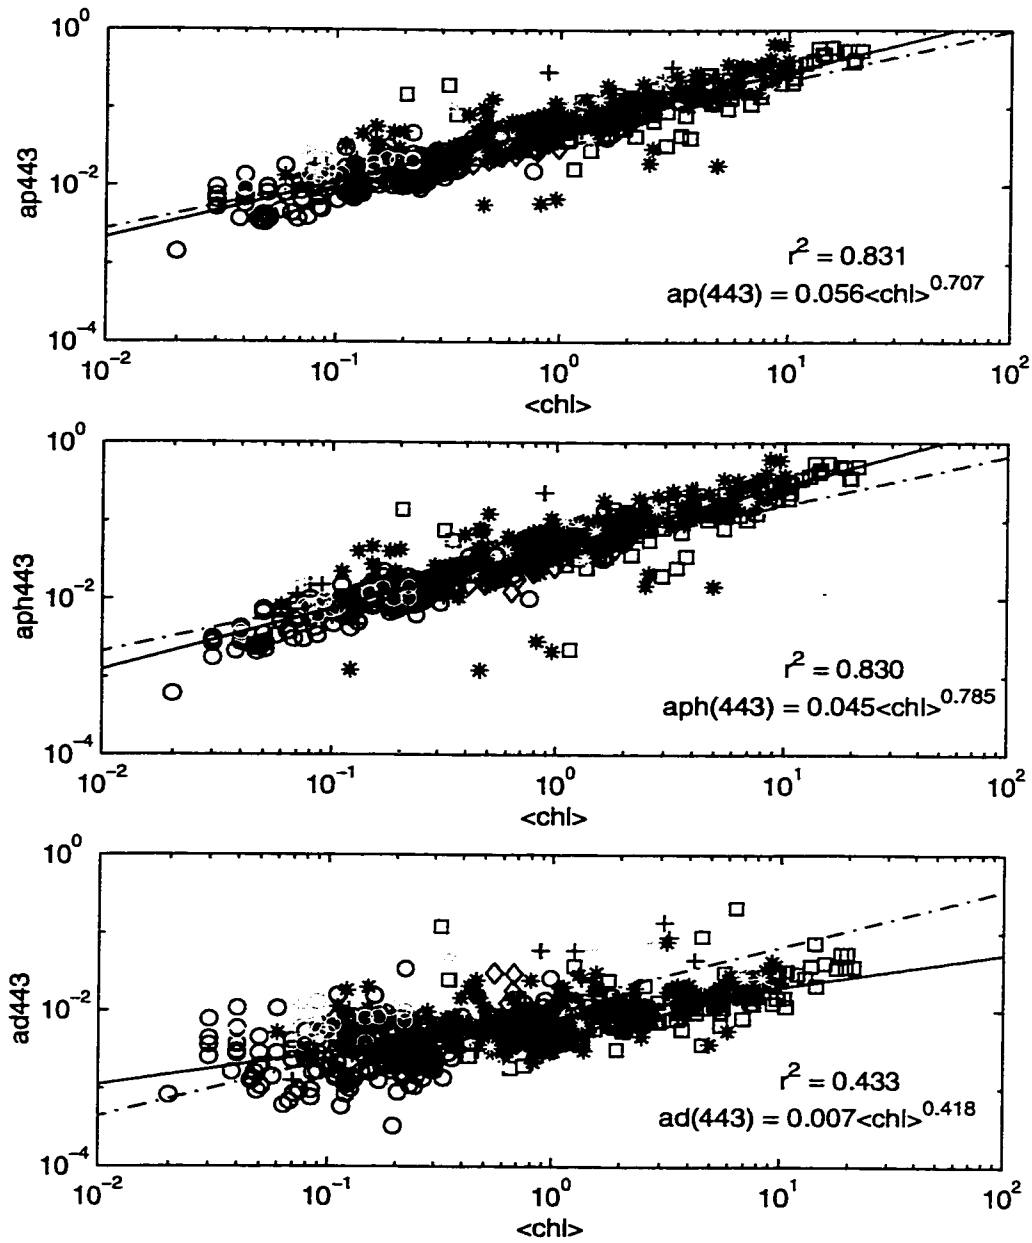 10^0
10^-2
10^-4
ap443
r^2 = 0.831
ap(443) = 0.056<chl>^0.707
10^-2 10^-1 10^0 10^1 10^2
<chl>
10^0
10^-2
10^-4
aph443
r^2 = 0.830
aph(443) = 0.045<chl>^0.785
10^-2 10^-1 10^0 10^1 10^2
<chl>
10^0
10^-2
10^-4
ad443
r^2 = 0.433
ad(443) = 0.007<chl>^0.418
10^-2 10^-1 10^0 10^1 10^2
<chl>